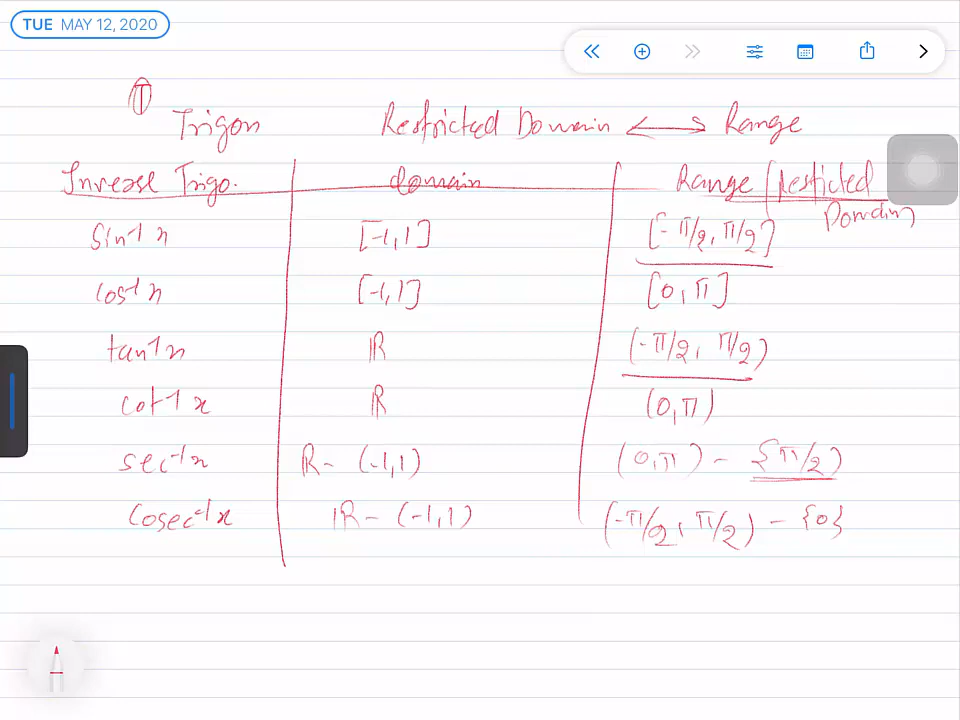 TUE MAY 12, 2020
Trigon Restricted Domain ⟷ Range
Inverse Trigo. domain Range (Resticted
Domain)
Sin⁻¹ x [-1,1] [-π/2, π/2]
cos⁻¹ x [-1,1] [0, π]
tan⁻¹ x R (-π/2, π/2)
cot⁻¹ x R (0, π)
sec⁻¹ x R - (-1,1) (0, π) - {π/2}
Cosec⁻¹ x R - (-1,1) (-π/2, π/2) - {0}